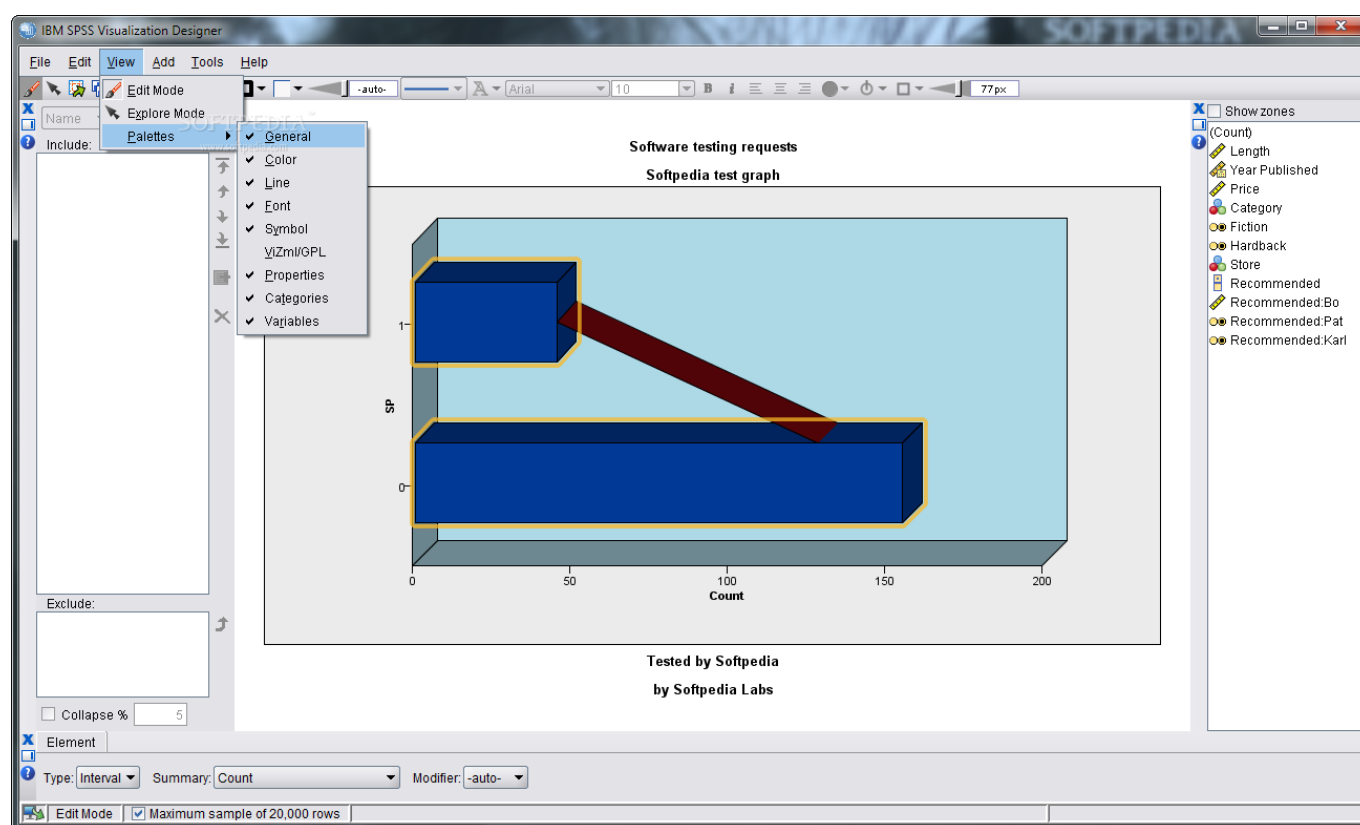 IBM SPSS Visualization Designer
SOFTPEDIA
File Edit View Add Tools Help
-auto- Arial 10 B i 77px
Edit Mode
Explore Mode
Palettes
General
Color
Line
Font
Symbol
ViZml/GPL
Properties
Categories
Variables
SOFTPEDIA
www.softpedia.com
Name
Include:
Exclude:
Collapse % 5
Software testing requests
Softpedia test graph
1
SP
0
0 50 100 150 200
Count
Tested by Softpedia
by Softpedia Labs
Show zones
(Count)
Length
Year Published
Price
Category
Fiction
Hardback
Store
Recommended
Recommended:Bo
Recommended:Pat
Recommended:Karl
Element
Type: Interval Summary: Count Modifier: -auto-
Edit Mode Maximum sample of 20,000 rows